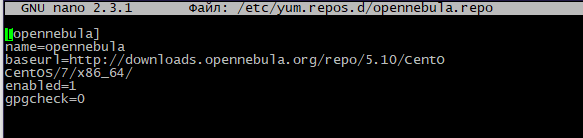 GNU nano 2.3.1 Файл: /etc/yum.repos.d/opennebula.repo
[opennebula]
name=opennebula
baseurl=http://downloads.opennebula.org/repo/5.10/CentO
CentOS/7/x86_64/
enabled=1
gpgcheck=0